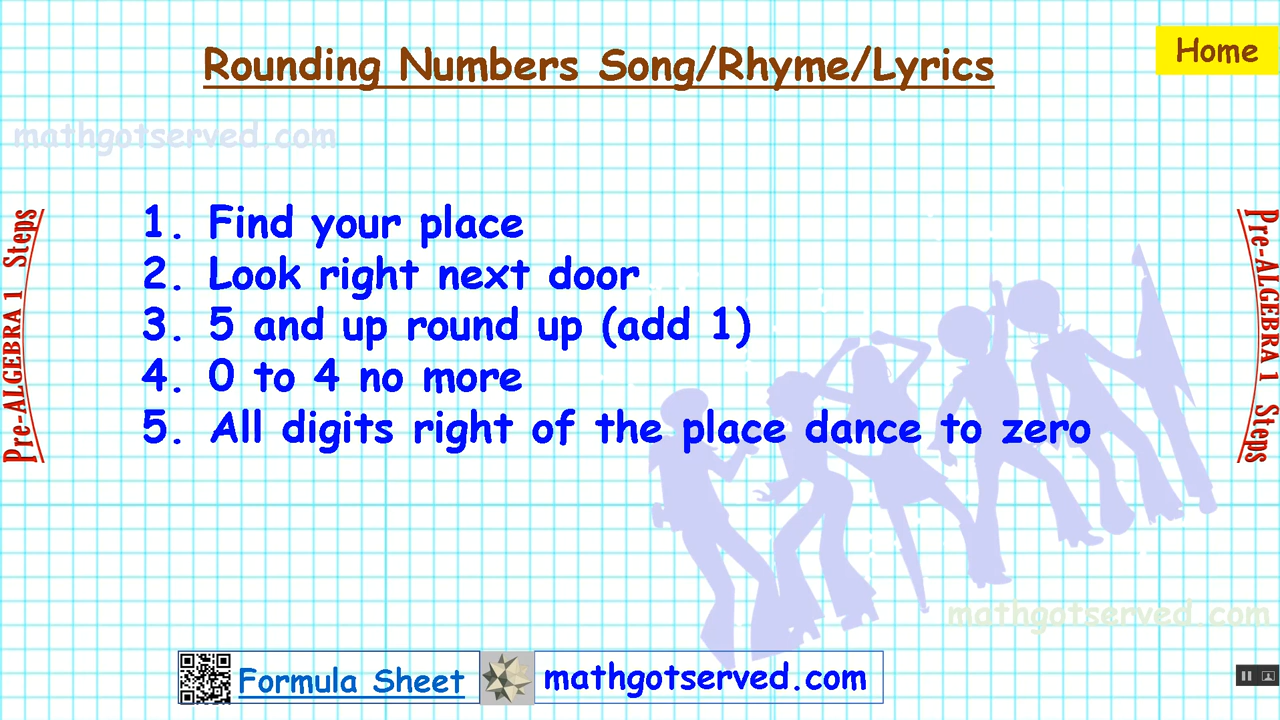 Rounding Numbers Song/Rhyme/Lyrics
Home
mathgotserved.com
1. Find your place
2. Look right next door
3. 5 and up round up (add 1)
4. 0 to 4 no more
5. All digits right of the place dance to zero
Pre-ALGEBRA 1 Steps
Pre-ALGEBRA 1 Steps
mathgotserved.com
Formula Sheet
mathgotserved.com